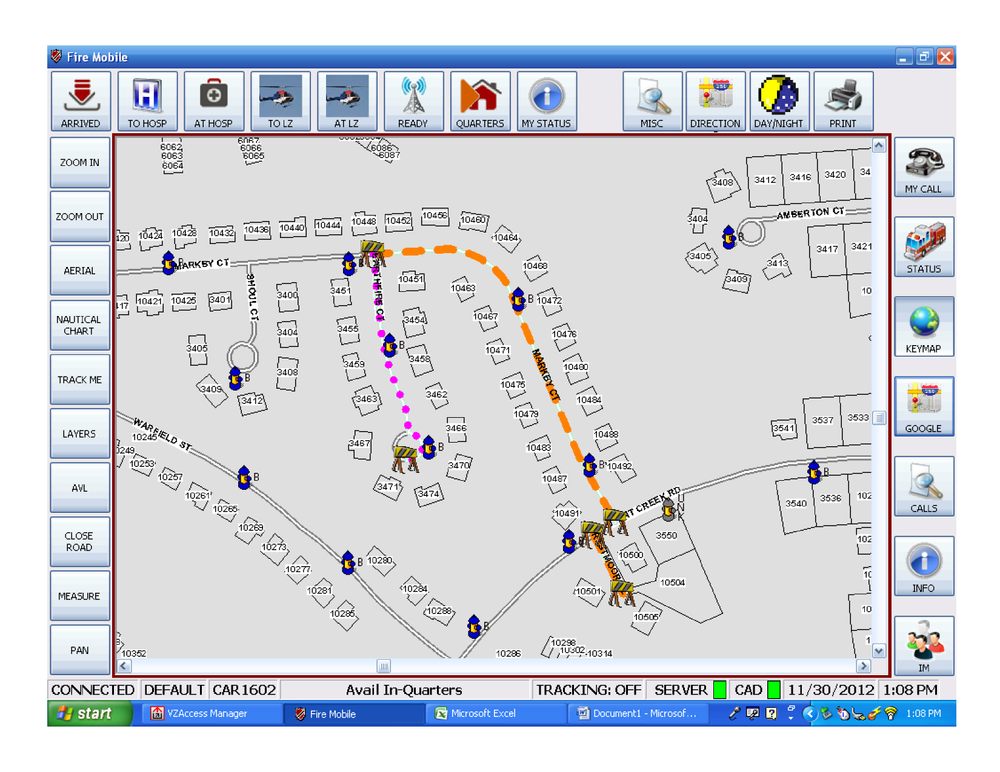 Fire Mobile
ARRIVED TO HOSP AT HOSP TO LZ AT LZ READY QUARTERS MY STATUS MISC DIRECTION DAY/NIGHT PRINT
ZOOM IN
ZOOM OUT
AERIAL
NAUTICAL
CHART
TRACK ME
LAYERS
AVL
CLOSE
ROAD
MEASURE
PAN
6062
6063
6064
6067
6066
6065
6086
6087
3408
3412
3416
3420
34
AMBERTON CT
3404
3405
3409
3413
3417
3421
10
B
10424
10428
10432
10436
10440
10444
10448
10452
10456
10460
10464
10468
10472
10476
10480
10484
10488
10492
MARKBY CT
B
SHOUL CT
10421
10425
3401
3400
3404
3408
3405
3409
3412
B
3451
3455
3459
3463
3467
3471
3474
3470
3466
3462
3458
3454
10451
B
B
10463
10467
10471
10475
10479
10483
10487
10491
MARKBY CT
B
B
WARFIELD ST
10245
10253
10257
10261
10265
10269
10273
10277
10281
10285
B
B
10280
10284
10288
B
10352
10286
10298
10302
10314
CREEK RD
UNK
3550
10500
10504
10501
10505
3541
3537
3533
B
3540
3536
102
102
10
10
1
MY CALL
STATUS
KEYMAP
GOOGLE
CALLS
INFO
IM
CONNECTED DEFAULT CAR1602 Avail In-Quarters TRACKING: OFF SERVER CAD 11/30/2012 1:08 PM
start VZAccess Manager Fire Mobile Microsoft Excel Document1 - Microsof... 1:08 PM